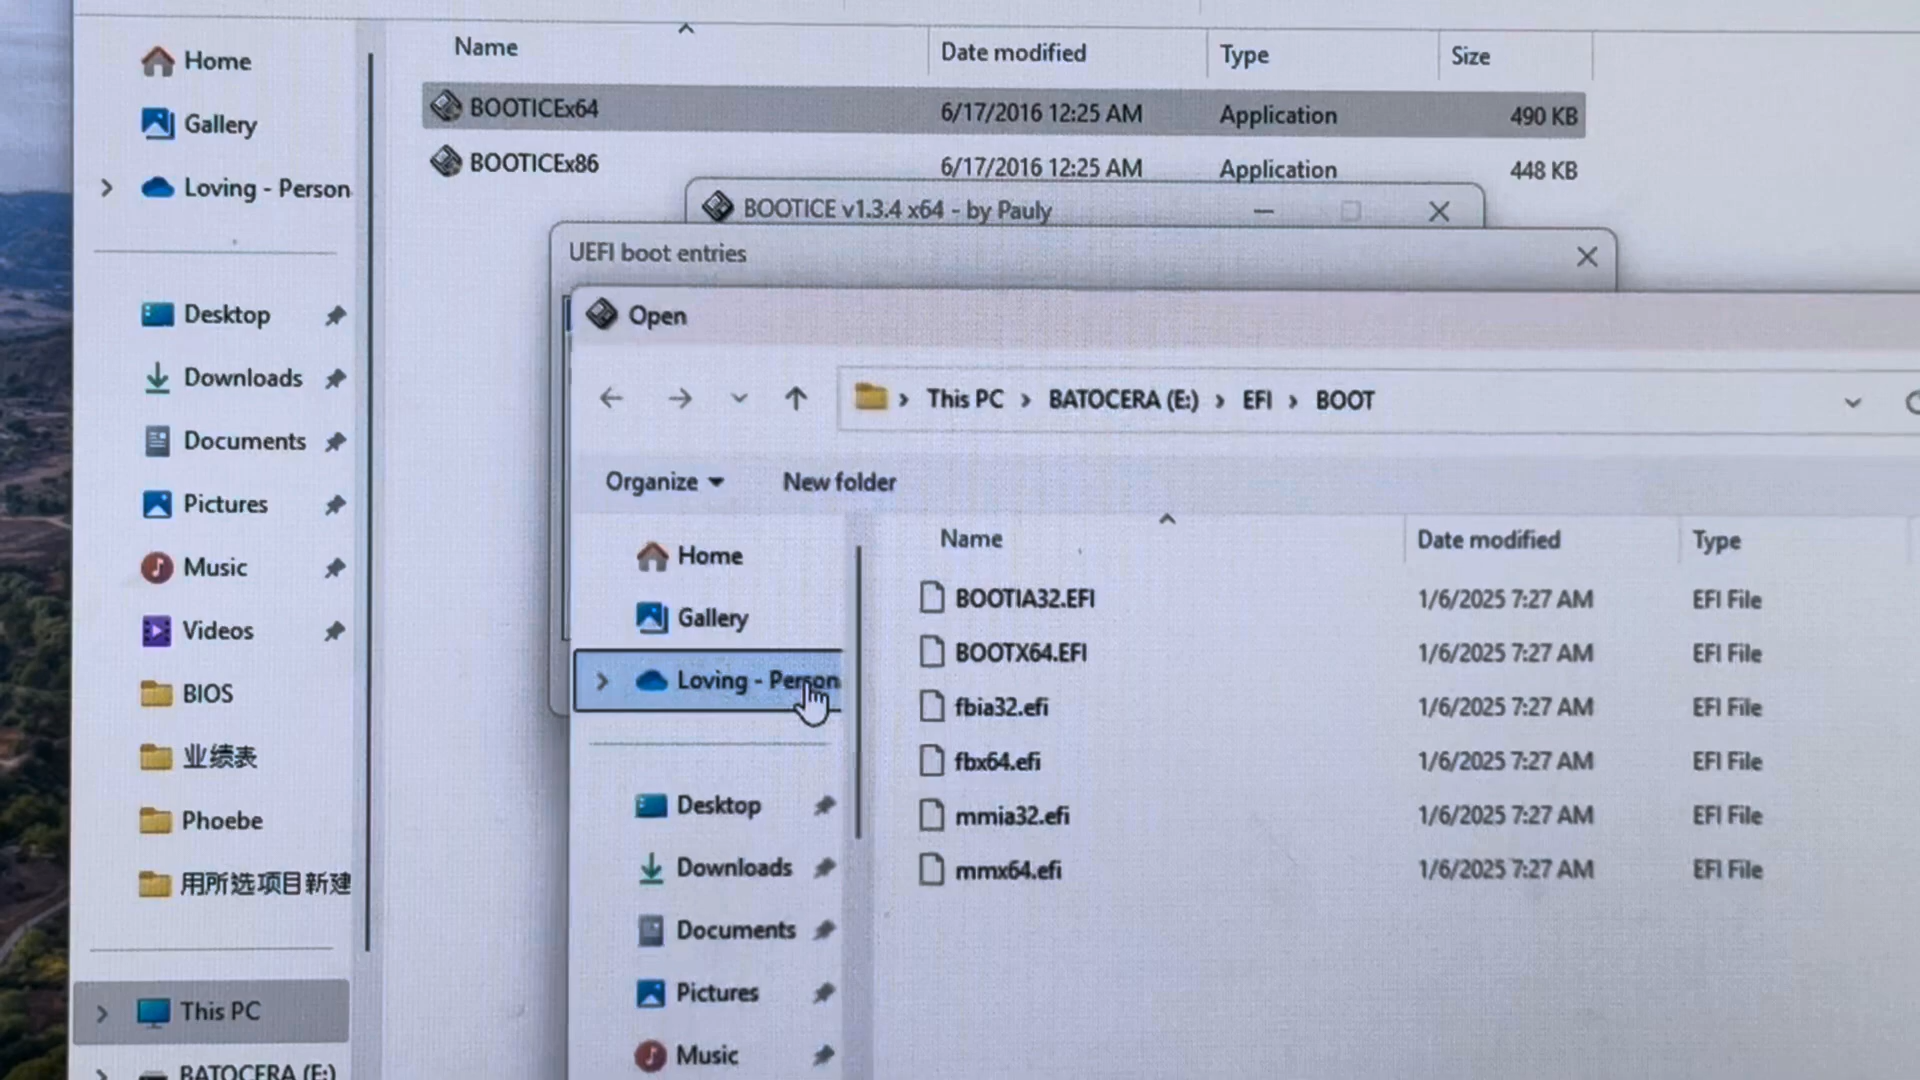 Home
Gallery
Loving - Person
Desktop
Downloads
Documents
Pictures
Music
Videos
BIOS
业绩表
Phoebe
用所选项目新建
This PC
BATOCERA (E:)
Name Date modified Type Size
BOOTICEx64 6/17/2016 12:25 AM Application 490 KB
BOOTICEx86 6/17/2016 12:25 AM Application 448 KB
BOOTICE v1.3.4 x64 - by Pauly
UEFI boot entries
Open
This PC › BATOCERA (E:) › EFI › BOOT
Organize New folder
Home
Gallery
Loving - Person
Desktop
Downloads
Documents
Pictures
Music
Name Date modified Type
BOOTIA32.EFI 1/6/2025 7:27 AM EFI File
BOOTX64.EFI 1/6/2025 7:27 AM EFI File
fbia32.efi 1/6/2025 7:27 AM EFI File
fbx64.efi 1/6/2025 7:27 AM EFI File
mmia32.efi 1/6/2025 7:27 AM EFI File
mmx64.efi 1/6/2025 7:27 AM EFI File